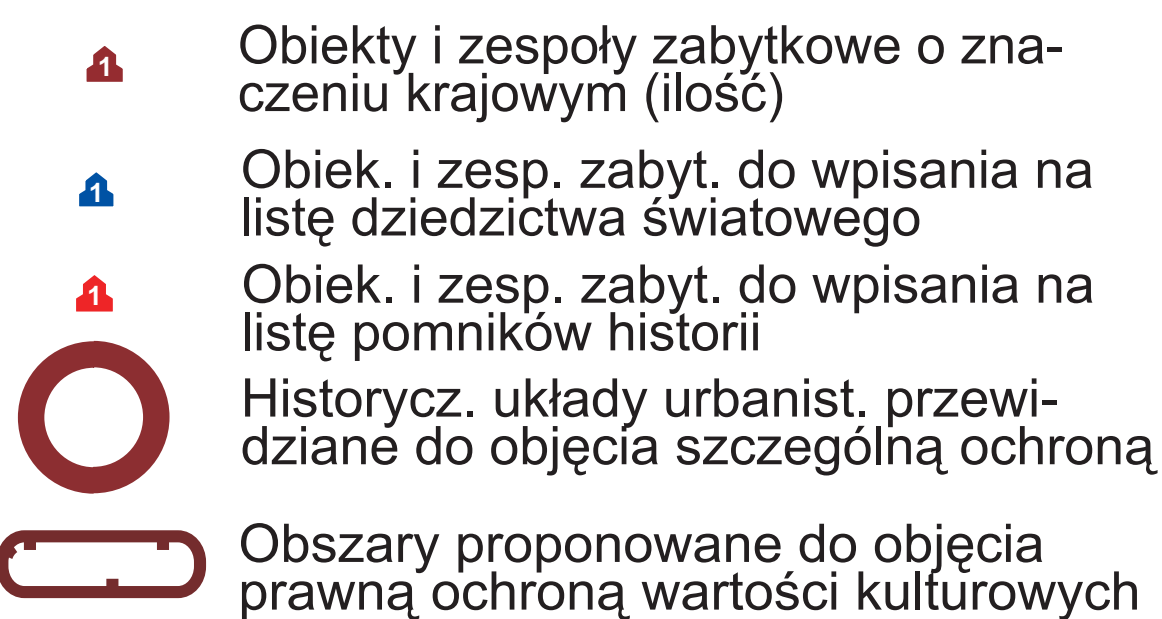 1 Obiekty i zespoły zabytkowe o zna-
czeniu krajowym (ilość)
1 Obiek. i zesp. zabyt. do wpisania na
listę dziedzictwa światowego
1 Obiek. i zesp. zabyt. do wpisania na
listę pomników historii
Historycz. układy urbanist. przewi-
dziane do objęcia szczególną ochroną
Obszary proponowane do objęcia
prawną ochroną wartości kulturowych